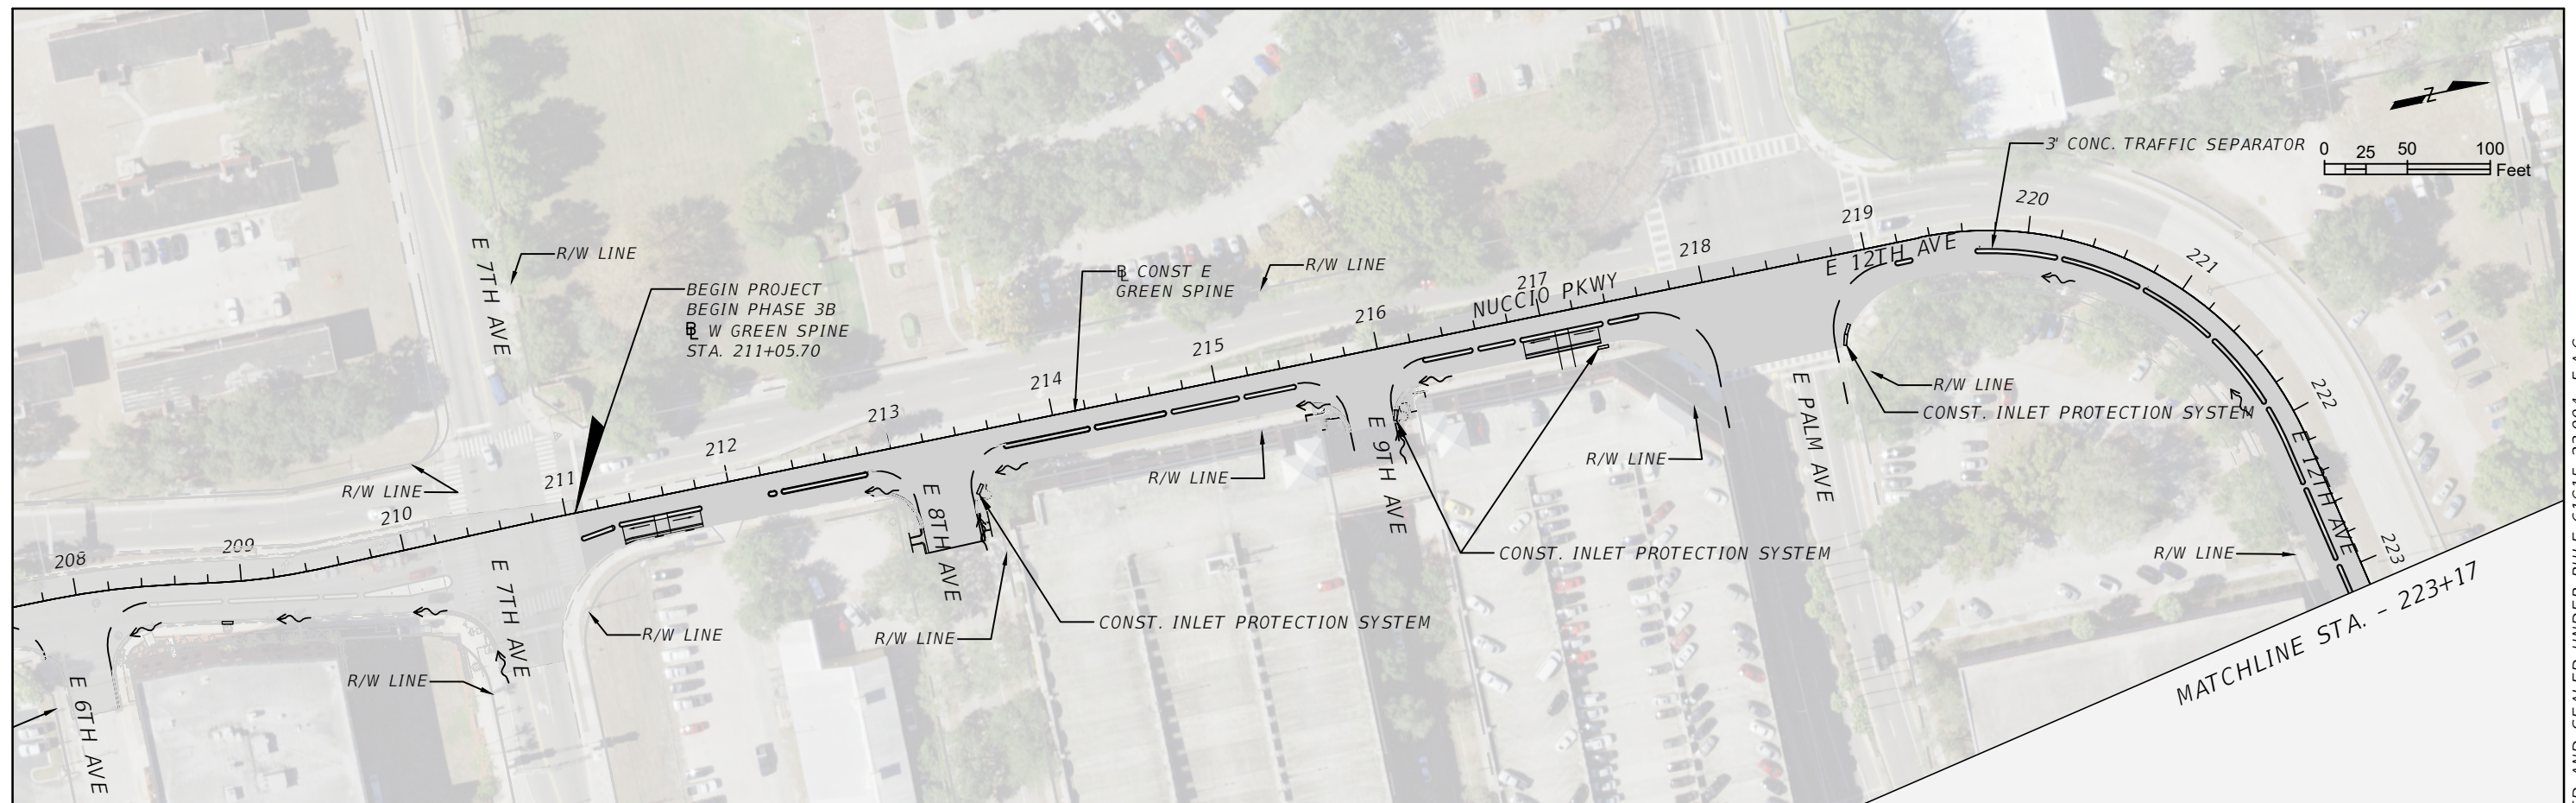 3' CONC. TRAFFIC SEPARATOR
0 25 50 100
Feet
220
219
E 12TH AVE
221
218
217
NUCCIO PKWY
E 7TH AVE
R/W LINE
BEGIN PROJECT
BEGIN PHASE 3B
℄ W GREEN SPINE
STA. 211+05.70
℄ CONST E
GREEN SPINE
R/W LINE
216
215
214
213
212
211
210
209
208
222
223
R/W LINE
CONST. INLET PROTECTION SYSTEM
E PALM AVE
E 12TH AVE
R/W LINE
R/W LINE
R/W LINE
R/W LINE
E 9TH AVE
E 8TH AVE
CONST. INLET PROTECTION SYSTEM
R/W LINE
CONST. INLET PROTECTION SYSTEM
R/W LINE
R/W LINE
E 7TH AVE
R/W LINE
E 6TH AVE
MATCHLINE STA. - 223+17